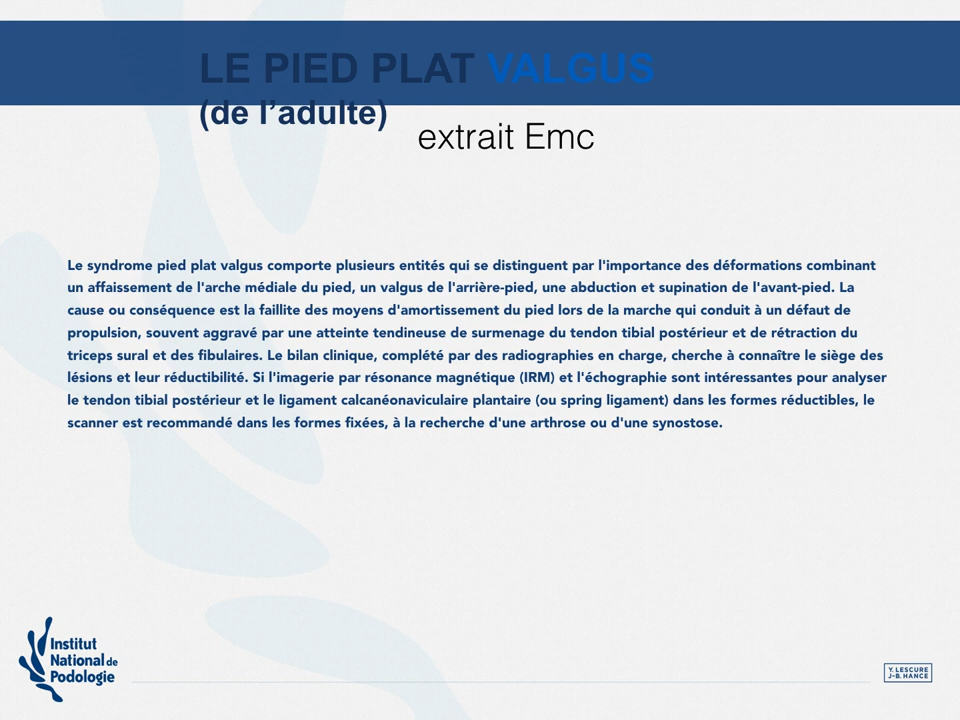 LE PIED PLAT VALGUS
(de l’adulte)
extrait Emc
Le syndrome pied plat valgus comporte plusieurs entités qui se distinguent par l'importance des déformations combinant
un affaissement de l'arche médiale du pied, un valgus de l'arrière-pied, une abduction et supination de l'avant-pied. La
cause ou conséquence est la faillite des moyens d'amortissement du pied lors de la marche qui conduit à un défaut de
propulsion, souvent aggravé par une atteinte tendineuse de surmenage du tendon tibial postérieur et de rétraction du
triceps sural et des fibulaires. Le bilan clinique, complété par des radiographies en charge, cherche à connaître le siège des
lésions et leur réductibilité. Si l'imagerie par résonance magnétique (IRM) et l'échographie sont intéressantes pour analyser
le tendon tibial postérieur et le ligament calcanéonaviculaire plantaire (ou spring ligament) dans les formes réductibles, le
scanner est recommandé dans les formes fixées, à la recherche d'une arthrose ou d'une synostose.
Institut
National de
Podologie
Y. LESCURE
J-B. HANCE